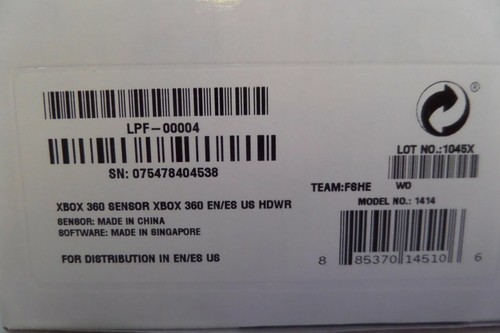 LPF-00004
SN: 075478404538
XBOX 360 SENSOR XBOX 360 EN/ES US HDWR
SENSOR: MADE IN CHINA
SOFTWARE: MADE IN SINGAPORE
FOR DISTRIBUTION IN EN/ES US
®
LOT NO.:1045X
TEAM:FSHE WO
MODEL NO.: 1414
8 85370 14510 6